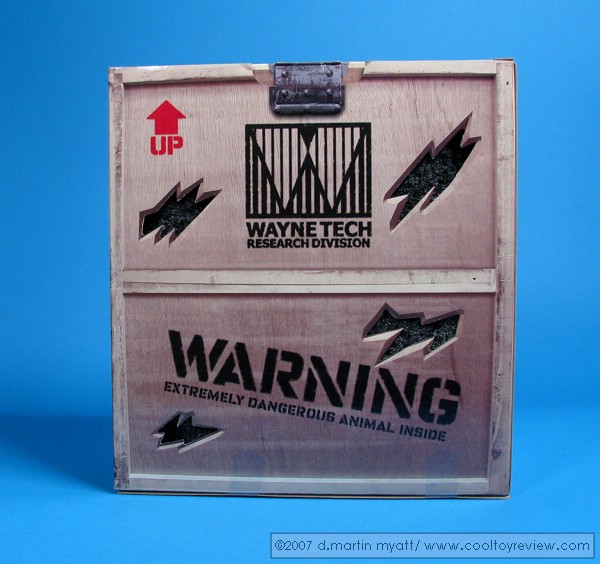 UP
WAYNE TECH
RESEARCH DIVISION
WARNING
EXTREMELY DANGEROUS ANIMAL INSIDE
©2007 d.martin myatt/ www.cooltoyreview.com